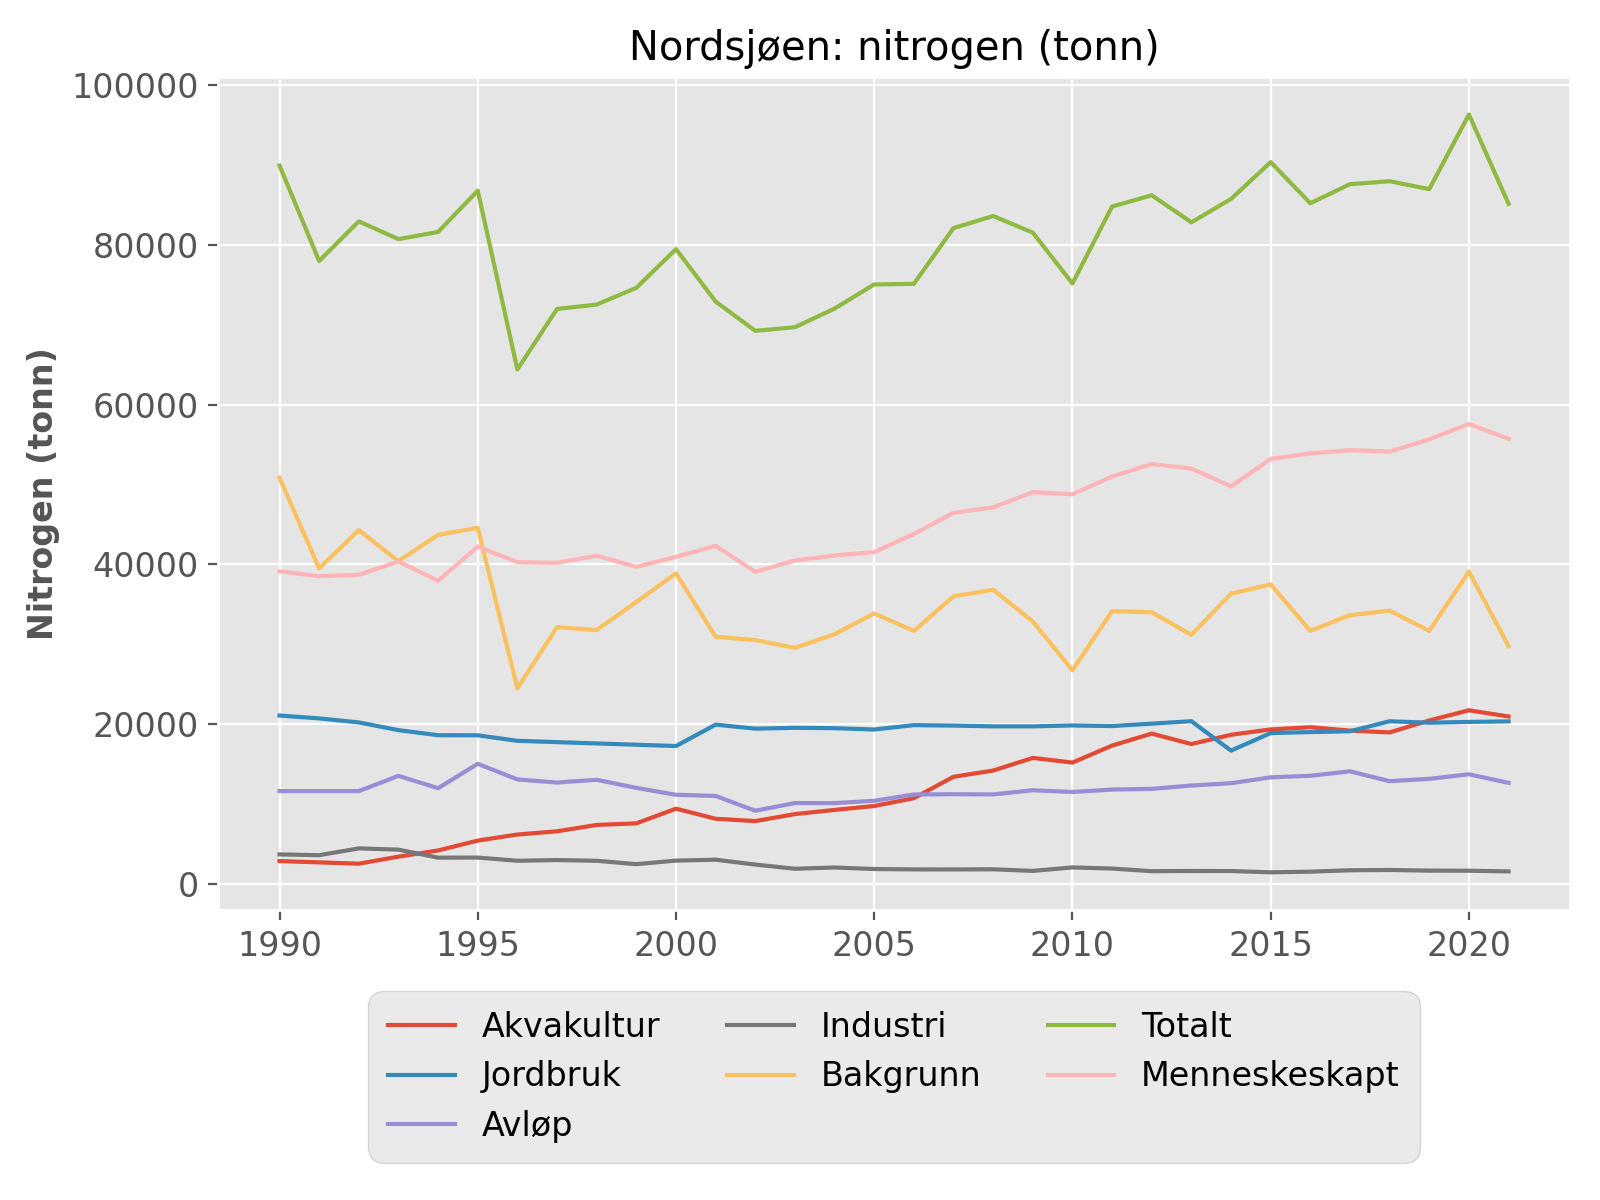 Nordsjøen: nitrogen (tonn)
Nitrogen (tonn)
100000
80000
60000
40000
20000
0
1990 1995 2000 2005 2010 2015 2020
Akvakultur Industri Totalt
Jordbruk Bakgrunn Menneskeskapt
Avløp